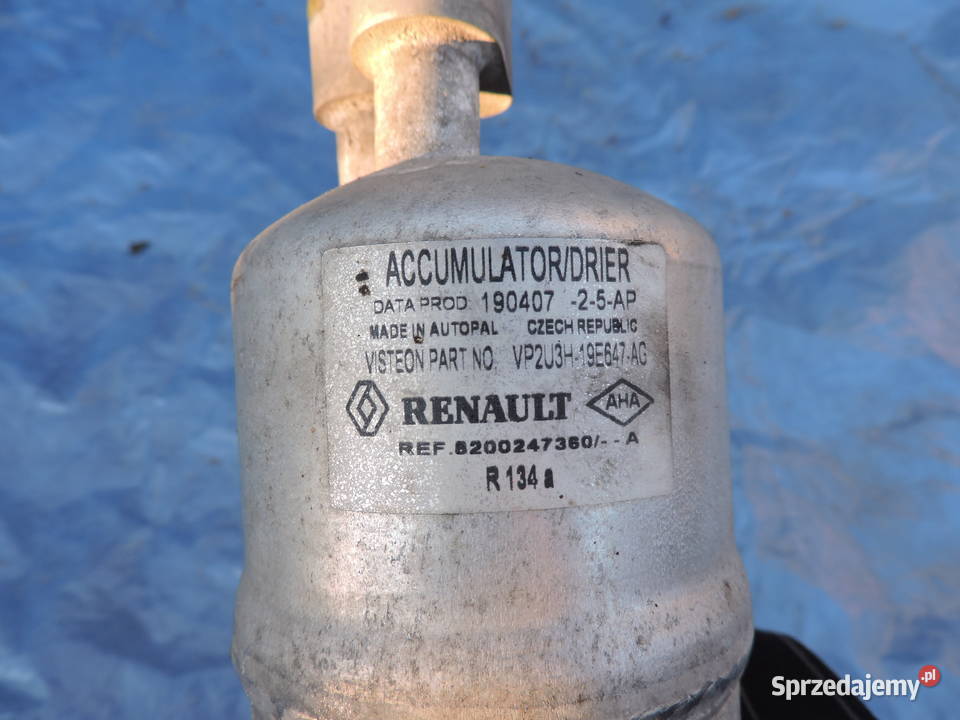 ACCUMULATOR/DRIER
DATA PROD: 190407 -2-5-AP
MADE IN AUTOPAL CZECH REPUBLIC
VISTEON PART NO. VP2U3H-19E647-AG
RENAULT AHA
REF.8200247360/--A
R 134 a
Sprzedajemy.pl